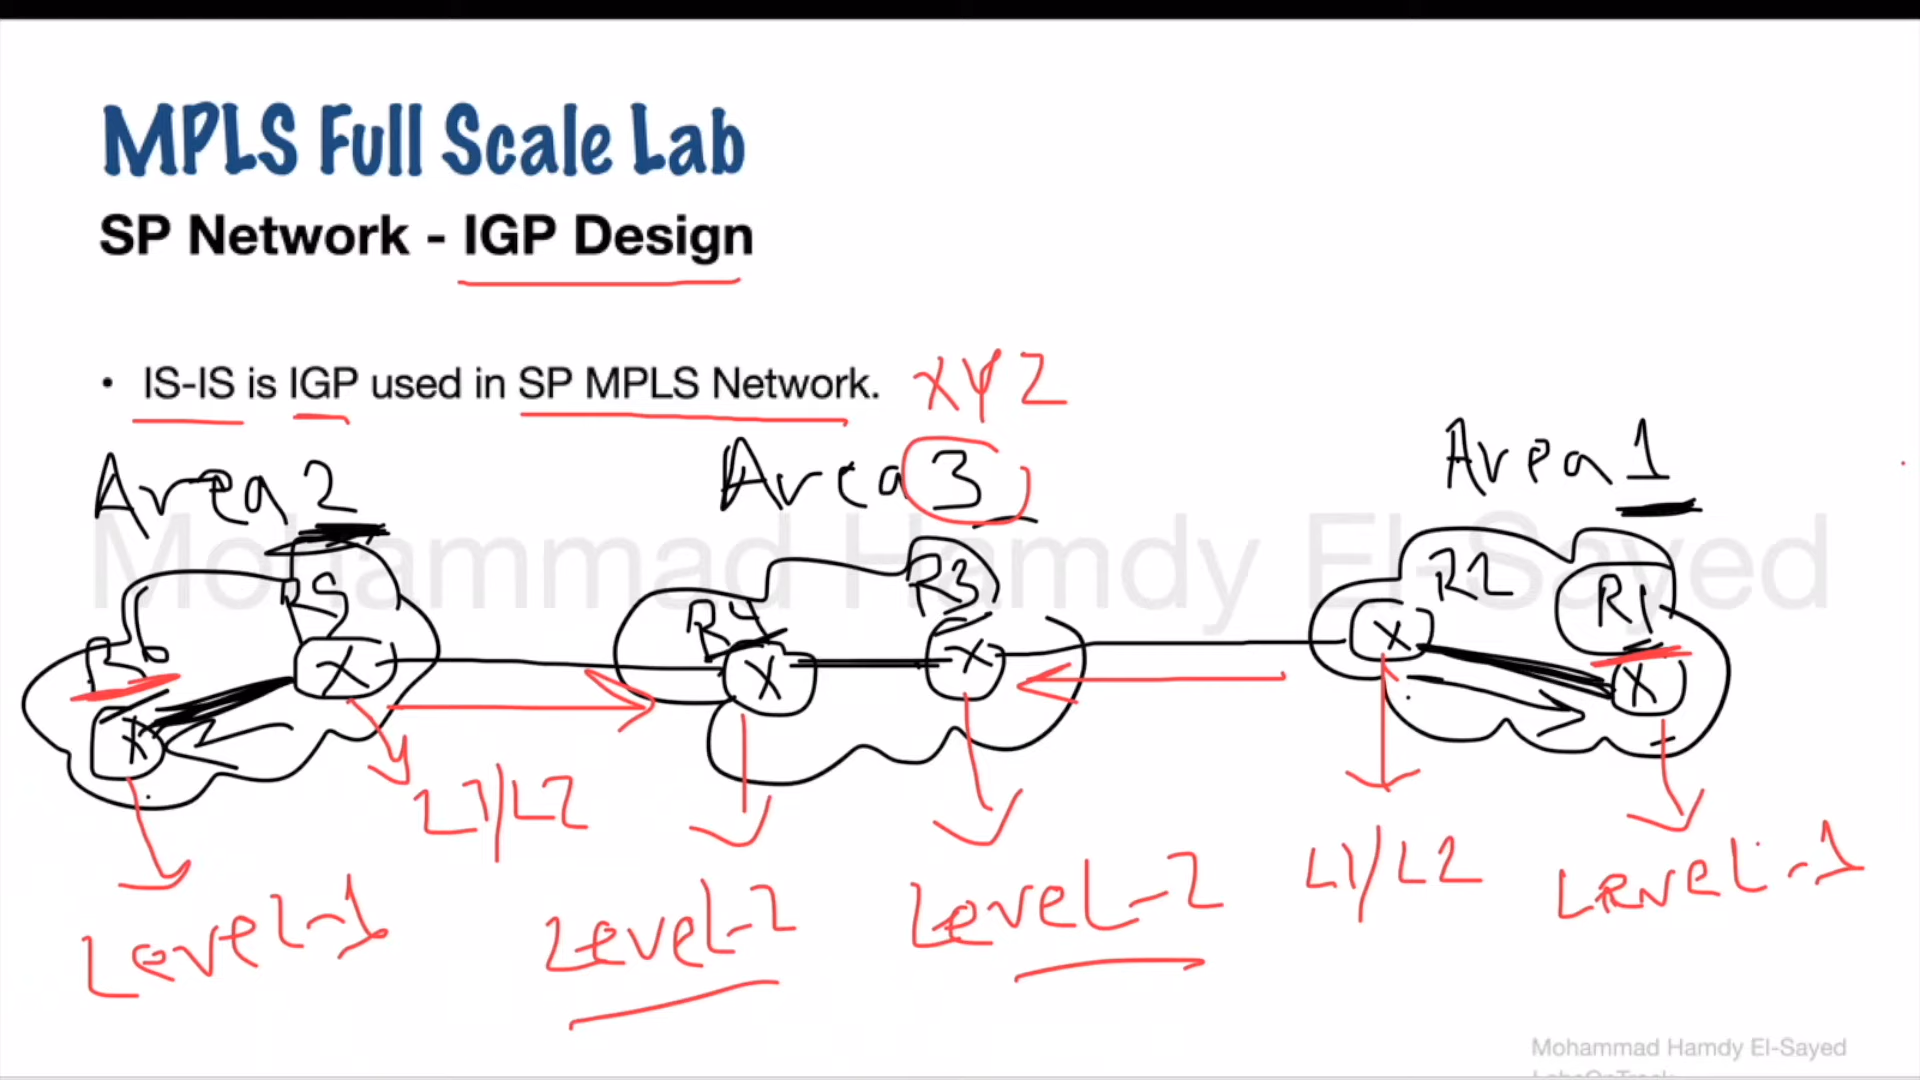 MPLS Full Scale Lab
SP Network - IGP Design
• IS-IS is IGP used in SP MPLS Network. XYZ
Area 2 Area 3 Area 1
Mohammad Hamdy El-Sayed
R6 R5 R4 R3 R2 R1
X X X X X X
L1/L2 L1/L2
Level-1 Level-2 Level-2 Level-1
Mohammad Hamdy El-Sayed